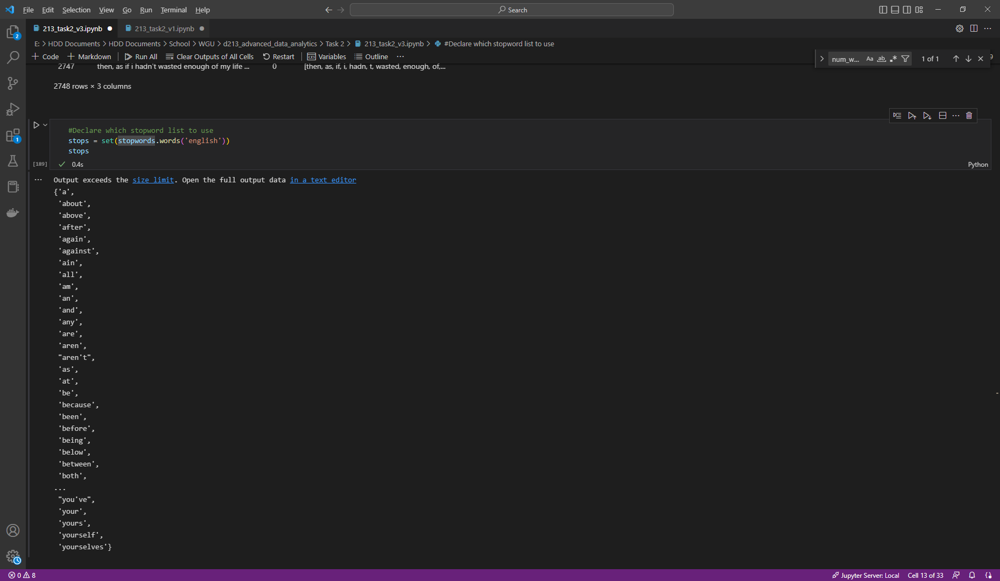 File Edit Selection View Go Run Terminal Help Search
213_task2_v3.ipynb 213_task2_v1.ipynb
E: > HDD Documents > HDD Documents > School > WGU > d213_advanced_data_analytics > Task 2 > 213_task2_v3.ipynb > #Declare which stopword list to use
+ Code + Markdown Run All Clear Outputs of All Cells Restart Variables Outline ...
num_w... Aa ab .* 1 of 1
2747 then, as if i hadn't wasted enough of my life ... 0 [then, as, if, i, hadn, t, wasted, enough, of,...
2748 rows × 3 columns
#Declare which stopword list to use
stops = set(stopwords.words('english'))
stops
[189] 0.4s Python
Output exceeds the size limit. Open the full output data in a text editor
{'a',
'about',
'above',
'after',
'again',
'against',
'ain',
'all',
'am',
'an',
'and',
'any',
'are',
'aren',
"aren't",
'as',
'at',
'be',
'because',
'been',
'before',
'being',
'below',
'between',
'both',
...
"you've",
'your',
'yours',
'yourself',
'yourselves'}
2
1
0 8 Jupyter Server: Local Cell 13 of 33